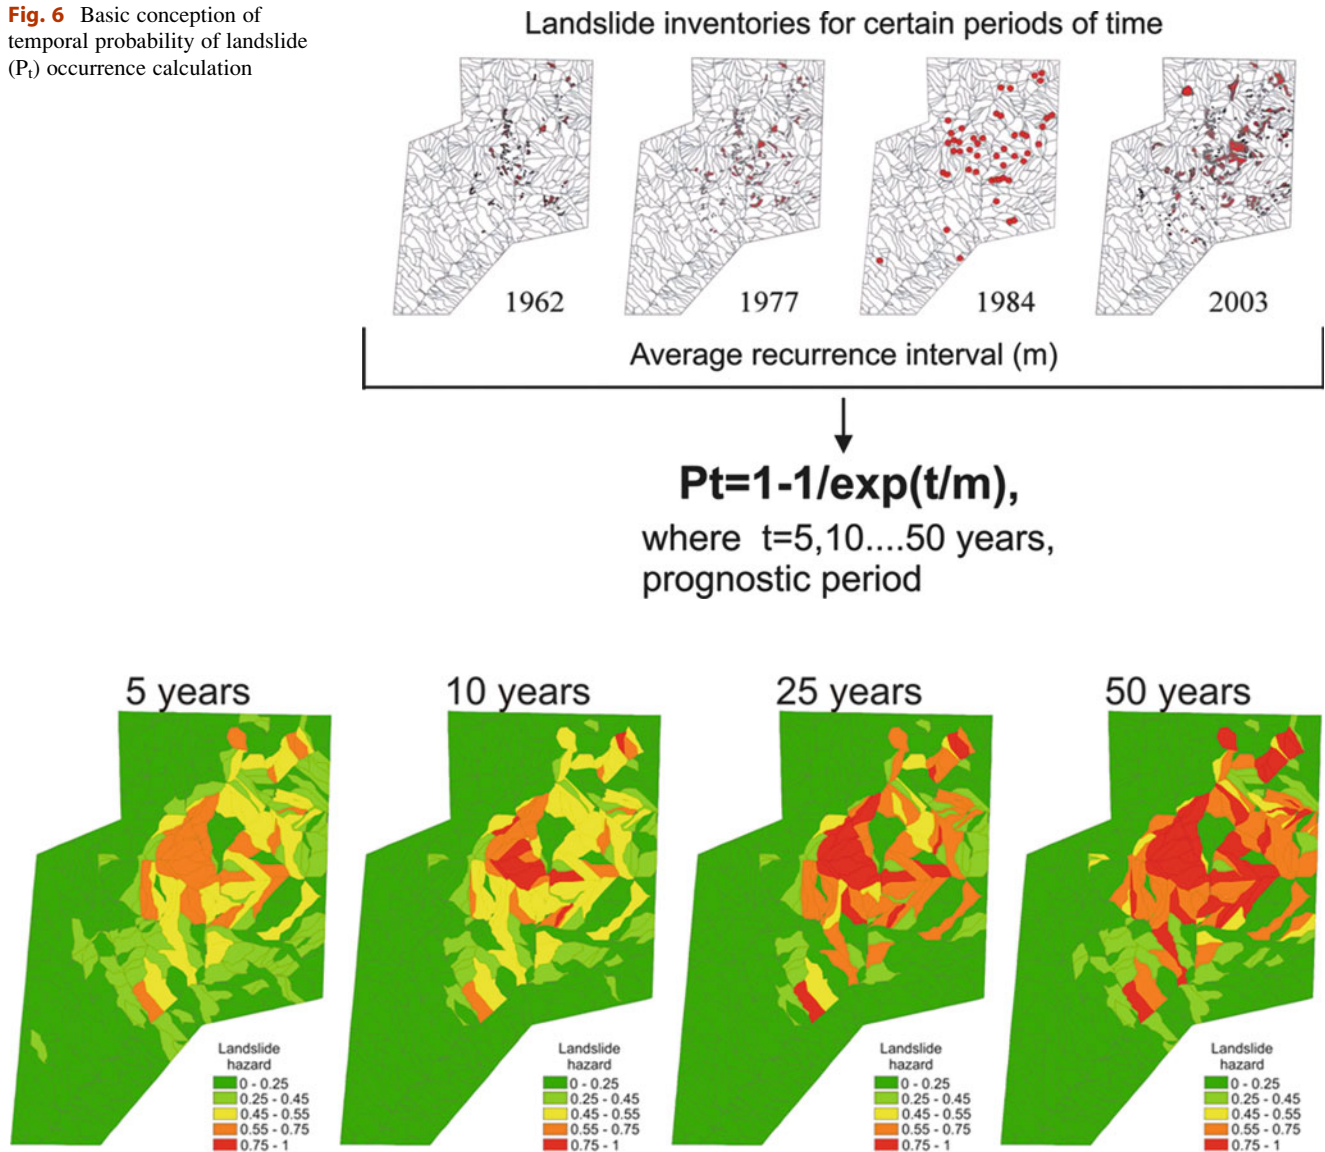 Fig. 6 Basic conception of
temporal probability of landslide
(Pt) occurrence calculation
Landslide inventories for certain periods of time
1962
1977
1984
2003
Average recurrence interval (m)
Pt=1-1/exp(t/m),
where t=5,10....50 years,
prognostic period
5 years
10 years
25 years
50 years
Landslide
hazard
0 - 0.25
0.25 - 0.45
0.45 - 0.55
0.55 - 0.75
0.75 - 1
Landslide
hazard
0 - 0.25
0.25 - 0.45
0.45 - 0.55
0.55 - 0.75
0.75 - 1
Landslide
hazard
0 - 0.25
0.25 - 0.45
0.45 - 0.55
0.55 - 0.75
0.75 - 1
Landslide
hazard
0 - 0.25
0.25 - 0.45
0.45 - 0.55
0.55 - 0.75
0.75 - 1